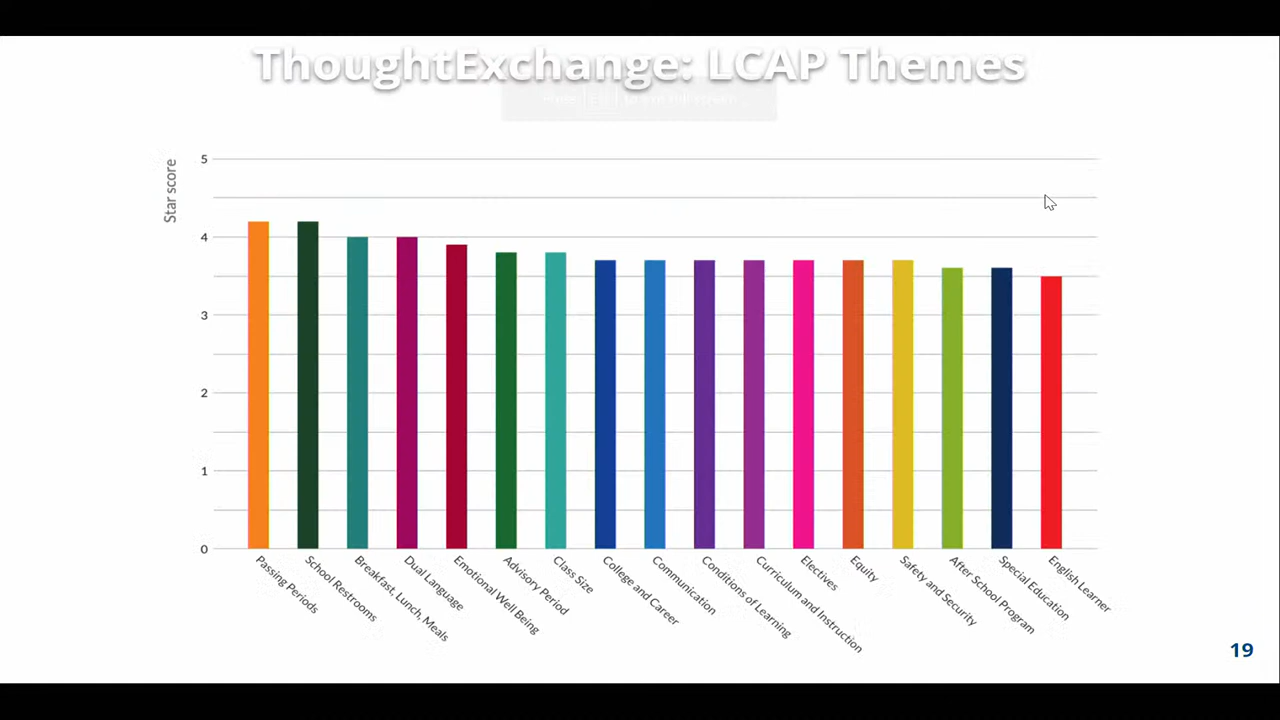 ThoughtExchange: LCAP Themes
Star score
5
4
3
2
1
0
Passing Periods
School Restrooms
Breakfast, Lunch, Meals
Dual Language
Emotional Well Being
Advisory Period
Class Size
College and Career
Communication
Conditions of Learning
Curriculum and Instruction
Electives
Equity
Safety and Security
After School Program
Special Education
English Learner
19